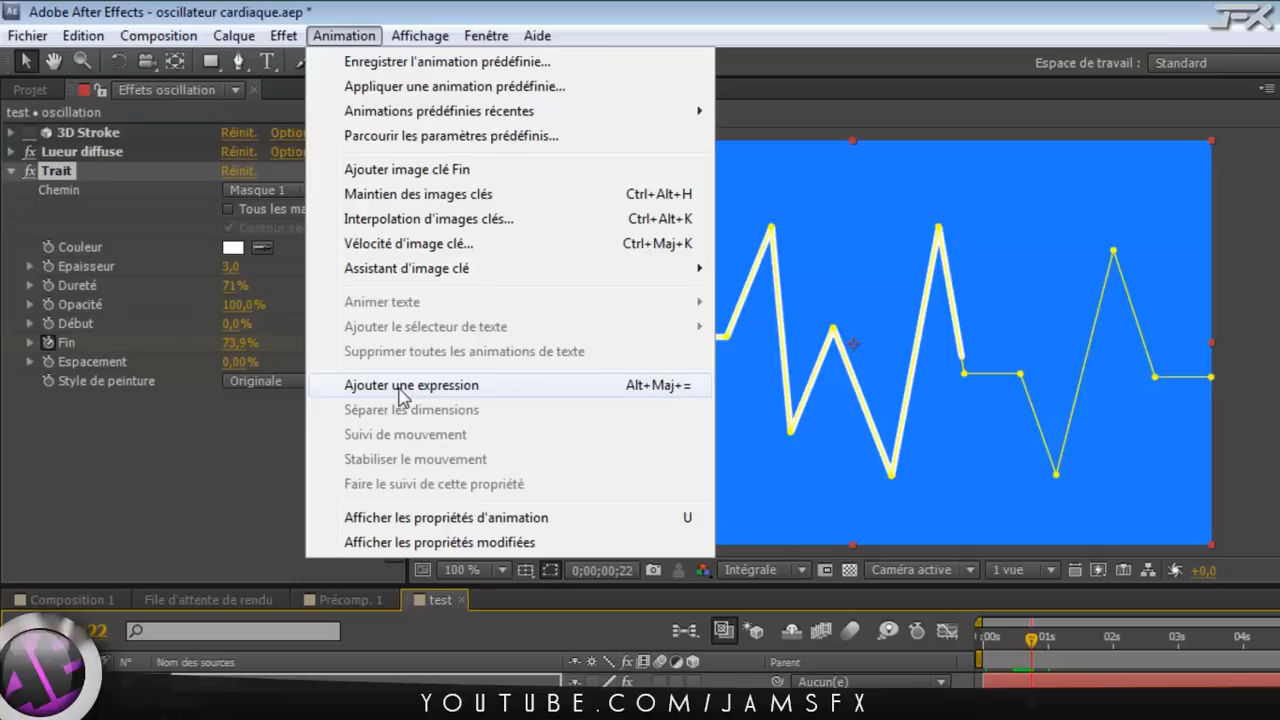 Adobe After Effects - oscillateur cardiaque.aep *
JFX
Fichier Edition Composition Calque Effet Animation Affichage Fenêtre Aide
Espace de travail : Standard
Projet Effets oscillation
test • oscillation
3D Stroke Réinit. Optio
Lueur diffuse Réinit. Optio
Trait Réinit.
Chemin Masque 1
Tous les ma
Contour sé
Couleur
Epaisseur 3,0
Dureté 71%
Opacité 100,0%
Début 0,0%
Fin 73,9%
Espacement 0,00%
Style de peinture Originale
Enregistrer l'animation prédéfinie...
Appliquer une animation prédéfinie...
Animations prédéfinies récentes
Parcourir les paramètres prédéfinis...
Ajouter image clé Fin
Maintien des images clés Ctrl+Alt+H
Interpolation d'images clés... Ctrl+Alt+K
Vélocité d'image clé... Ctrl+Maj+K
Assistant d'image clé
Animer texte
Ajouter le sélecteur de texte
Supprimer toutes les animations de texte
Ajouter une expression Alt+Maj+=
Séparer les dimensions
Suivi de mouvement
Stabiliser le mouvement
Faire le suivi de cette propriété
Afficher les propriétés d'animation U
Afficher les propriétés modifiées
100 % 0;00;00;22 Intégrale Caméra active 1 vue +0,0
Composition 1 File d'attente de rendu Précomp. 1 test
22
:00s 01s 02s 03s 04s
N° Nom des sources fx Parent
Aucun(e)
YOUTUBE.COM/JAMSFX